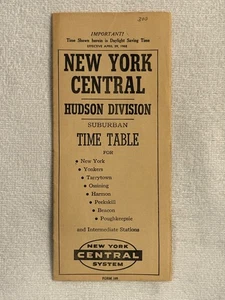 IMPORTANT!
Time Shown herein is Daylight Saving Time
EFFECTIVE APRIL
NEW YORK
CENTRAL
HUDSON DIVISION
SUBURBAN
TIME TABLE
FOR
• New York
• Yonkers
• Tarrytown
• Ossining
• Harmon
• Peekskill
• Beacon
• Poughkeepsie
and Intermediate Stations
NEW YORK
CENTRAL
SYSTEM
FORM